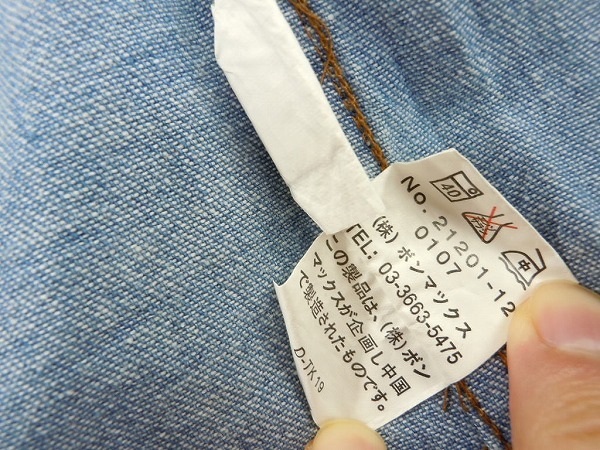 40
中
No. 21201-12
0107
(株) ボンマックス
TEL: 03-3663-5475
この製品は、(株) ボン
マックスが企画し中国
で製造されたものです。
D-TK19